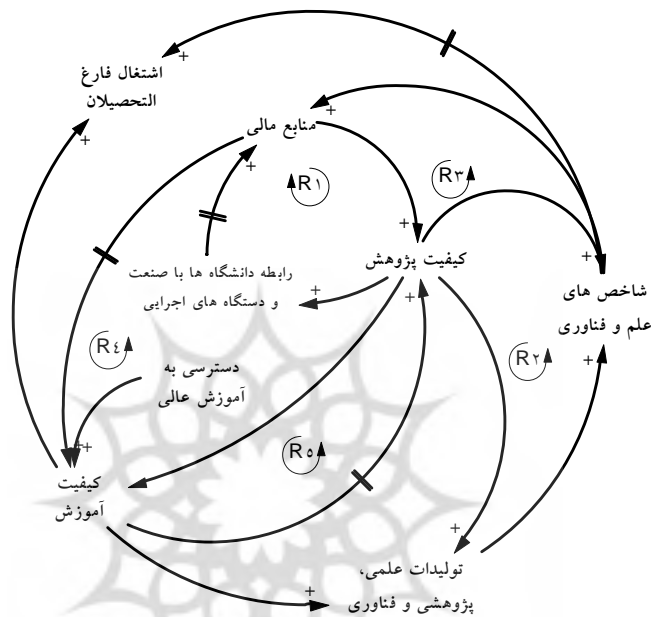 اشتغال فارغ
التحصیلان
+
+
منابع مالی
+
+
R۱
R۳
+
+
کیفیت پژوهش
+
رابطه دانشگاه ها با صنعت
و دستگاه های اجرایی
+
شاخص های
علم و فناوری
+
R٤
R۲
دسترسی به
آموزش عالی
++
R٥
کیفیت
آموزش
+
تولیدات علمی،
پژوهشی و فناوری
+